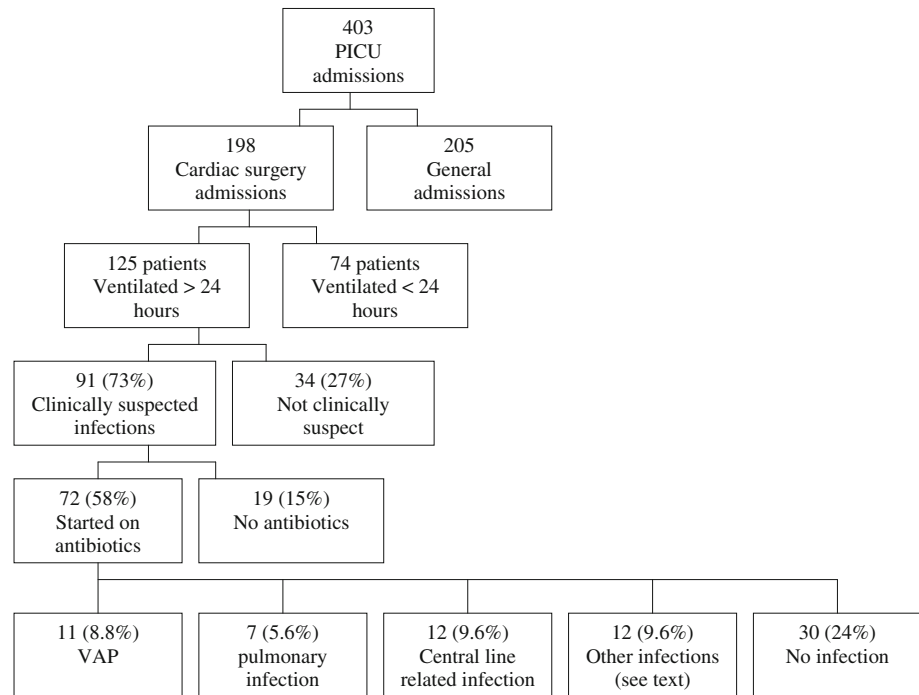 403
PICU
admissions
198
Cardiac surgery
admissions
205
General
admissions
125 patients
Ventilated > 24
hours
74 patients
Ventilated < 24
hours
91 (73%)
Clinically suspected
infections
34 (27%)
Not clinically
suspect
72 (58%)
Started on
antibiotics
19 (15%)
No antibiotics
11 (8.8%)
VAP
7 (5.6%)
pulmonary
infection
12 (9.6%)
Central line
related infection
12 (9.6%)
Other infections
(see text)
30 (24%)
No infection